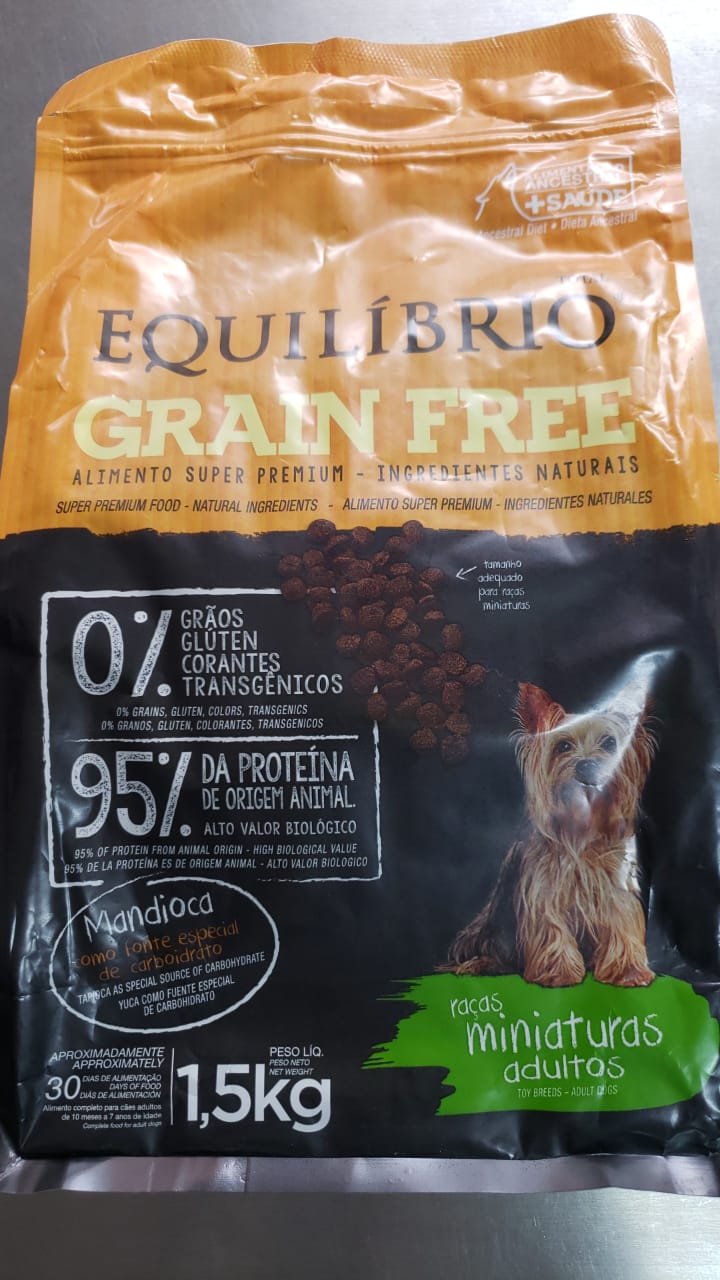 ALIMENTAÇÃO
ANCESTRAL
+SAÚDE
Ancestral Diet • Dieta Ancestral
EQUILÍBRIO
GRAIN FREE
ALIMENTO SUPER PREMIUM - INGREDIENTES NATURAIS
SUPER PREMIUM FOOD - NATURAL INGREDIENTS - ALIMENTO SUPER PREMIUM - INGREDIENTES NATURALES
tamanho
adequado
para raças
miniaturas
0%
GRÃOS
GLÚTEN
CORANTES
TRANSGÊNICOS
0% GRAINS, GLUTEN, COLORS, TRANSGENICS
0% GRANOS, GLUTEN, COLORANTES, TRANSGENICOS
95%
DA PROTEÍNA
DE ORIGEM ANIMAL.
ALTO VALOR BIOLÓGICO
95% OF PROTEIN FROM ANIMAL ORIGIN - HIGH BIOLOGICAL VALUE
95% DE LA PROTEÍNA ES DE ORIGEM ANIMAL - ALTO VALOR BIOLOGICO
Mandioca
como fonte especial
de carboidrato
TAPIOCA AS SPECIAL SOURCE OF CARBOHYDRATE
YUCA COMO FUENTE ESPECIAL
DE CARBOHIDRATO
raças
miniaturas
adultos
TOY BREEDS - ADULT DOGS
APROXIMADAMENTE
APPROXIMATELY
30
DIAS DE ALIMENTAÇÃO
DAYS OF FOOD
DIÁS DE ALIMENTACIÓN
Alimento completo para cães adultos
de 10 meses a 7 anos de idade
Complete food for adult dogs
1,5kg
PESO LÍQ.
PESO NETO
NET WEIGHT